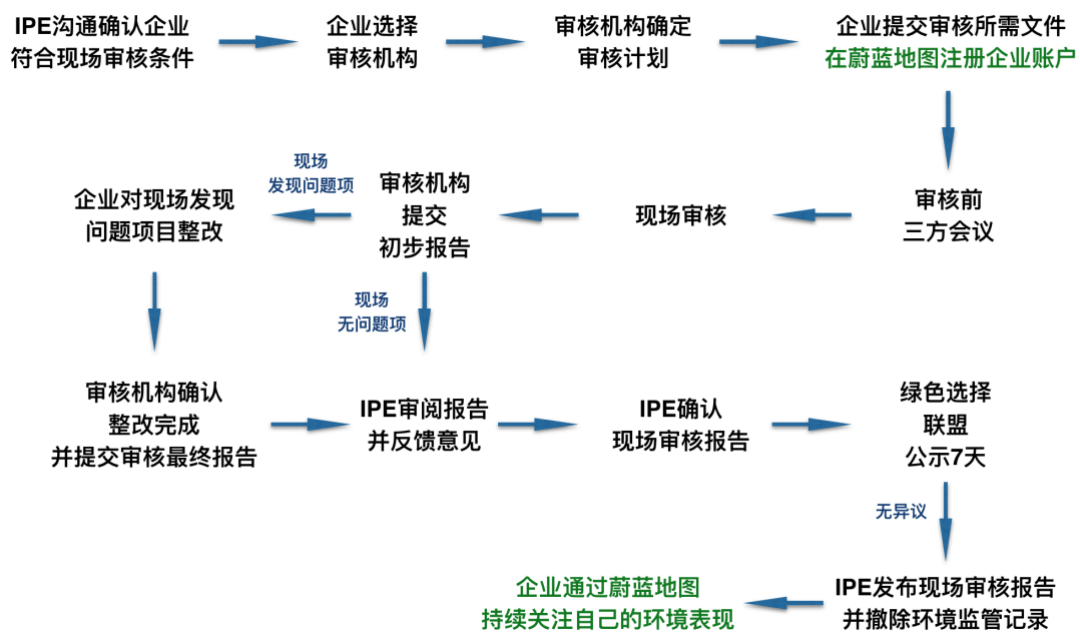 IPE沟通确认企业
符合现场审核条件
企业选择
审核机构
审核机构确定
审核计划
企业提交审核所需文件
在蔚蓝地图注册企业账户
审核前
三方会议
现场审核
审核机构
提交
初步报告
现场
发现问题项
企业对现场发现
问题项目整改
现场
无问题项
审核机构确认
整改完成
并提交审核最终报告
IPE审阅报告
并反馈意见
IPE确认
现场审核报告
绿色选择
联盟
公示7天
无异议
IPE发布现场审核报告
并撤除环境监管记录
企业通过蔚蓝地图
持续关注自己的环境表现